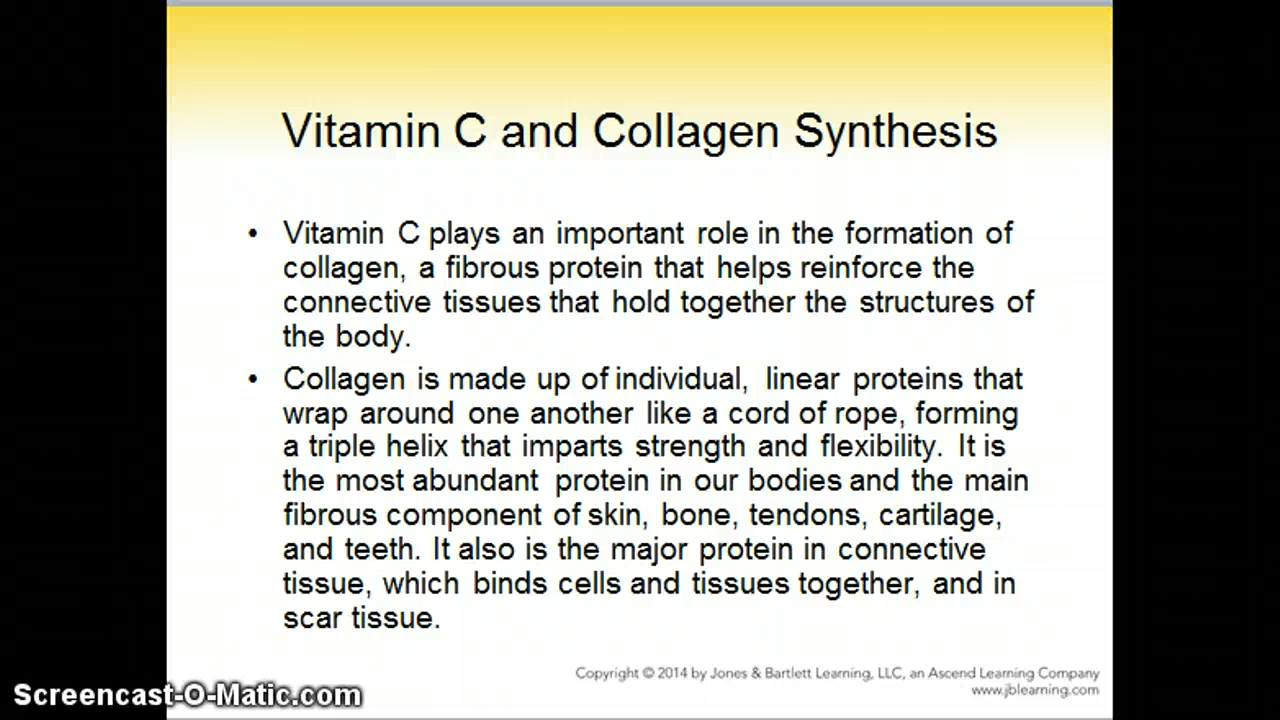 Vitamin C and Collagen Synthesis
• Vitamin C plays an important role in the formation of
collagen, a fibrous protein that helps reinforce the
connective tissues that hold together the structures of
the body.
• Collagen is made up of individual, linear proteins that
wrap around one another like a cord of rope, forming
a triple helix that imparts strength and flexibility. It is
the most abundant protein in our bodies and the main
fibrous component of skin, bone, tendons, cartilage,
and teeth. It also is the major protein in connective
tissue, which binds cells and tissues together, and in
scar tissue.
Copyright © 2014 by Jones & Bartlett Learning, LLC, an Ascend Learning Company
www.jblearning.com
Screencast-O-Matic.com